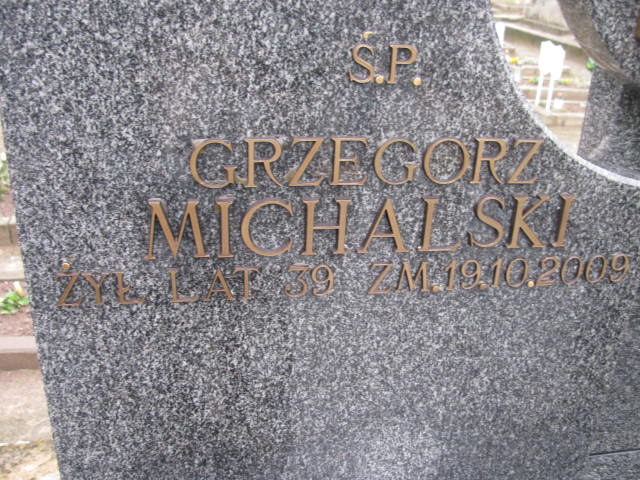 Ś.P.
GRZEGORZ
MICHALSKI
ŻYŁ LAT 39 ZM.19.10.2009